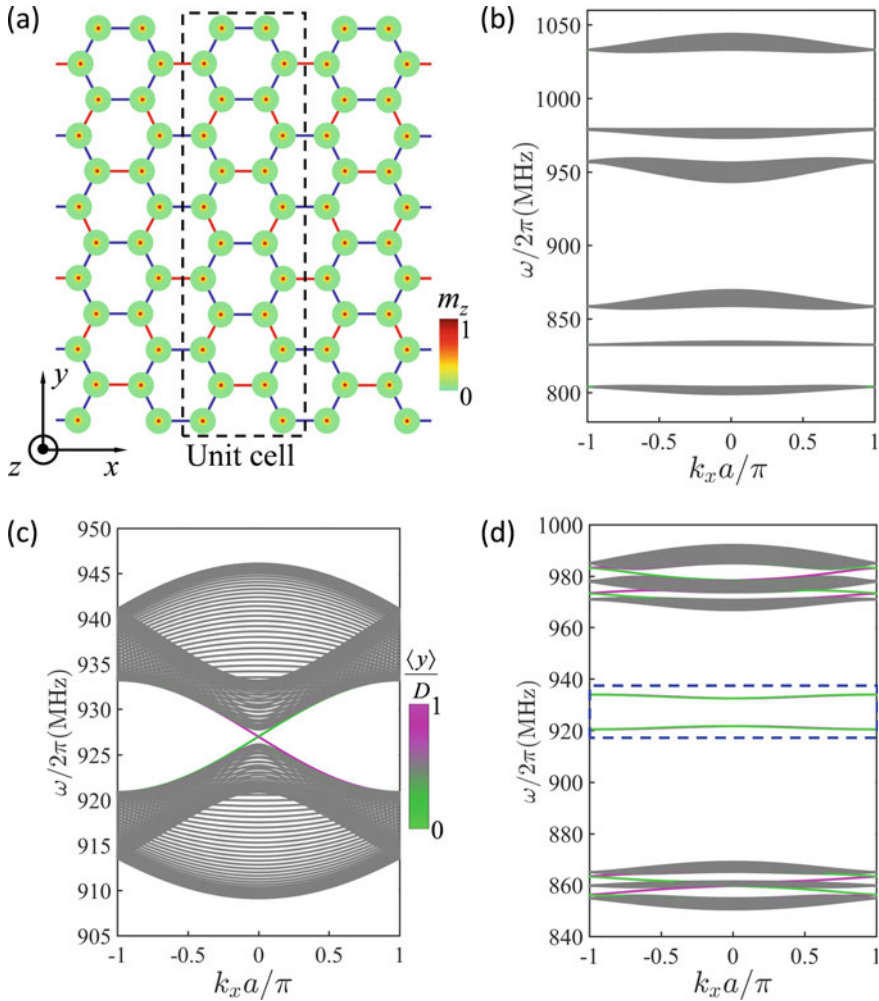 (a)
m_z
1
0
y
z
x
Unit cell
(b)
1050
1000
950
900
850
800
ω/2π(MHz)
-1 -0.5 0 0.5 1
k_x a/π
(c)
950
945
940
935
930
925
920
915
910
905
ω/2π(MHz)
-1 -0.5 0 0.5 1
k_x a/π
⟨y⟩
D
1
0
(d)
1000
980
960
940
920
900
880
860
840
ω/2π(MHz)
-1 -0.5 0 0.5 1
k_x a/π